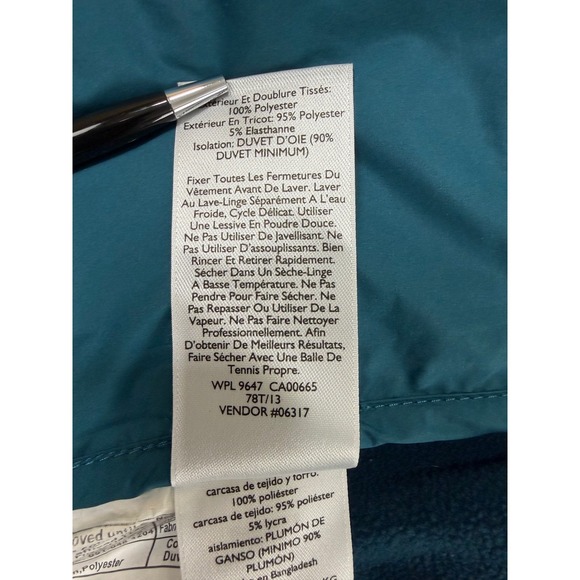 Et Doublure Tissés:
100% Polyester
Extérieur En Tricot: 95% Polyester
5% Elasthanne
Isolation: DUVET D'OIE (90%
DUVET MINIMUM)
Fixer Toutes Les Fermetures Du
Vêtement Avant De Laver. Laver
Au Lave-Linge Séparément A L'eau
Froide, Cycle Délicat. Utiliser
Une Lessive En Poudre Douce.
Ne Pas Utiliser De Javellisant. Ne
Pas Utiliser D'assouplissants. Bien
Rincer Et Retirer Rapidement.
Sécher Dans Un Sèche-Linge
A Basse Température. Ne Pas
Pendre Pour Faire Sécher. Ne
Pas Repasser Ou Utiliser De La
Vapeur. Ne Pas Faire Nettoyer
Professionnellement. Afin
D'obtenir De Meilleurs Résultats,
Faire Sécher Avec Une Balle De
Tennis Propre.
WPL 9647 CA00665
78T/13
VENDOR #06317
carcasa de tejido y forro:
100% poliéster
carcasa de tejido: 95% poliéster
5% lycra
aislamiento: PLUMÓN DE
GANSO (MINIMO 90%
PLUMÓN)
en Bangladesh
Polyester